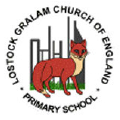 LOSTOCK GRALAM CHURCH OF ENGLAND
PRIMARY SCHOOL